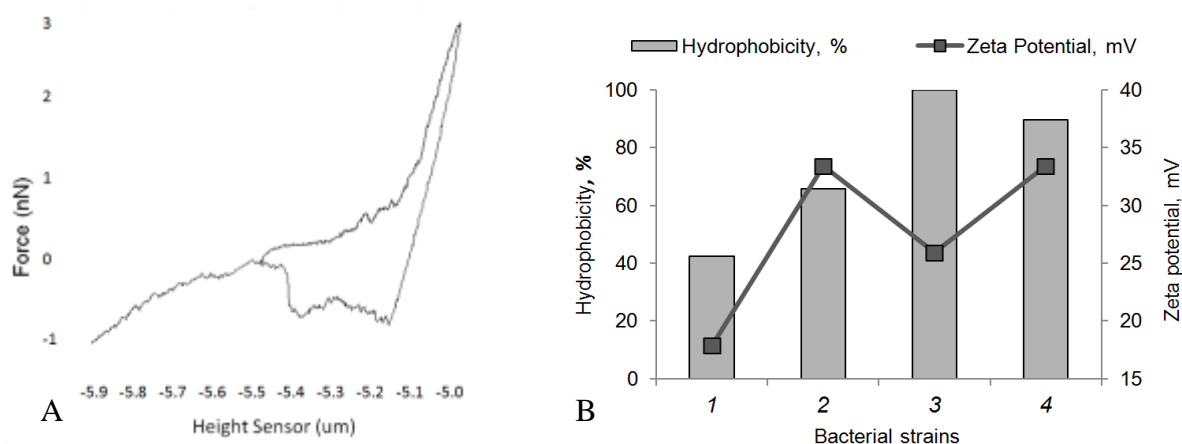 3
2
1
0
-1
Force (nN)
-5.9 -5.8 -5.7 -5.6 -5.5 -5.4 -5.3 -5.2 -5.1 -5.0
Height Sensor (um)
A
Hydrophobicity, % Zeta Potential, mV
100
80
60
40
20
0
Hydrophobicity, %
40
35
30
25
20
15
Zeta potential, mV
1 2 3 4
Bacterial strains
B